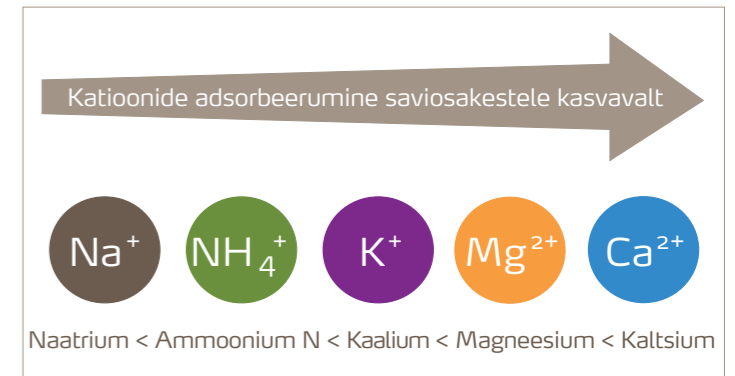 Katioonide adsorbeerumine saviosakestele kasvavalt
Na⁺ NH₄⁺ K⁺ Mg²⁺ Ca²⁺
Naatrium < Ammoonium N < Kaalium < Magneesium < Kaltsium